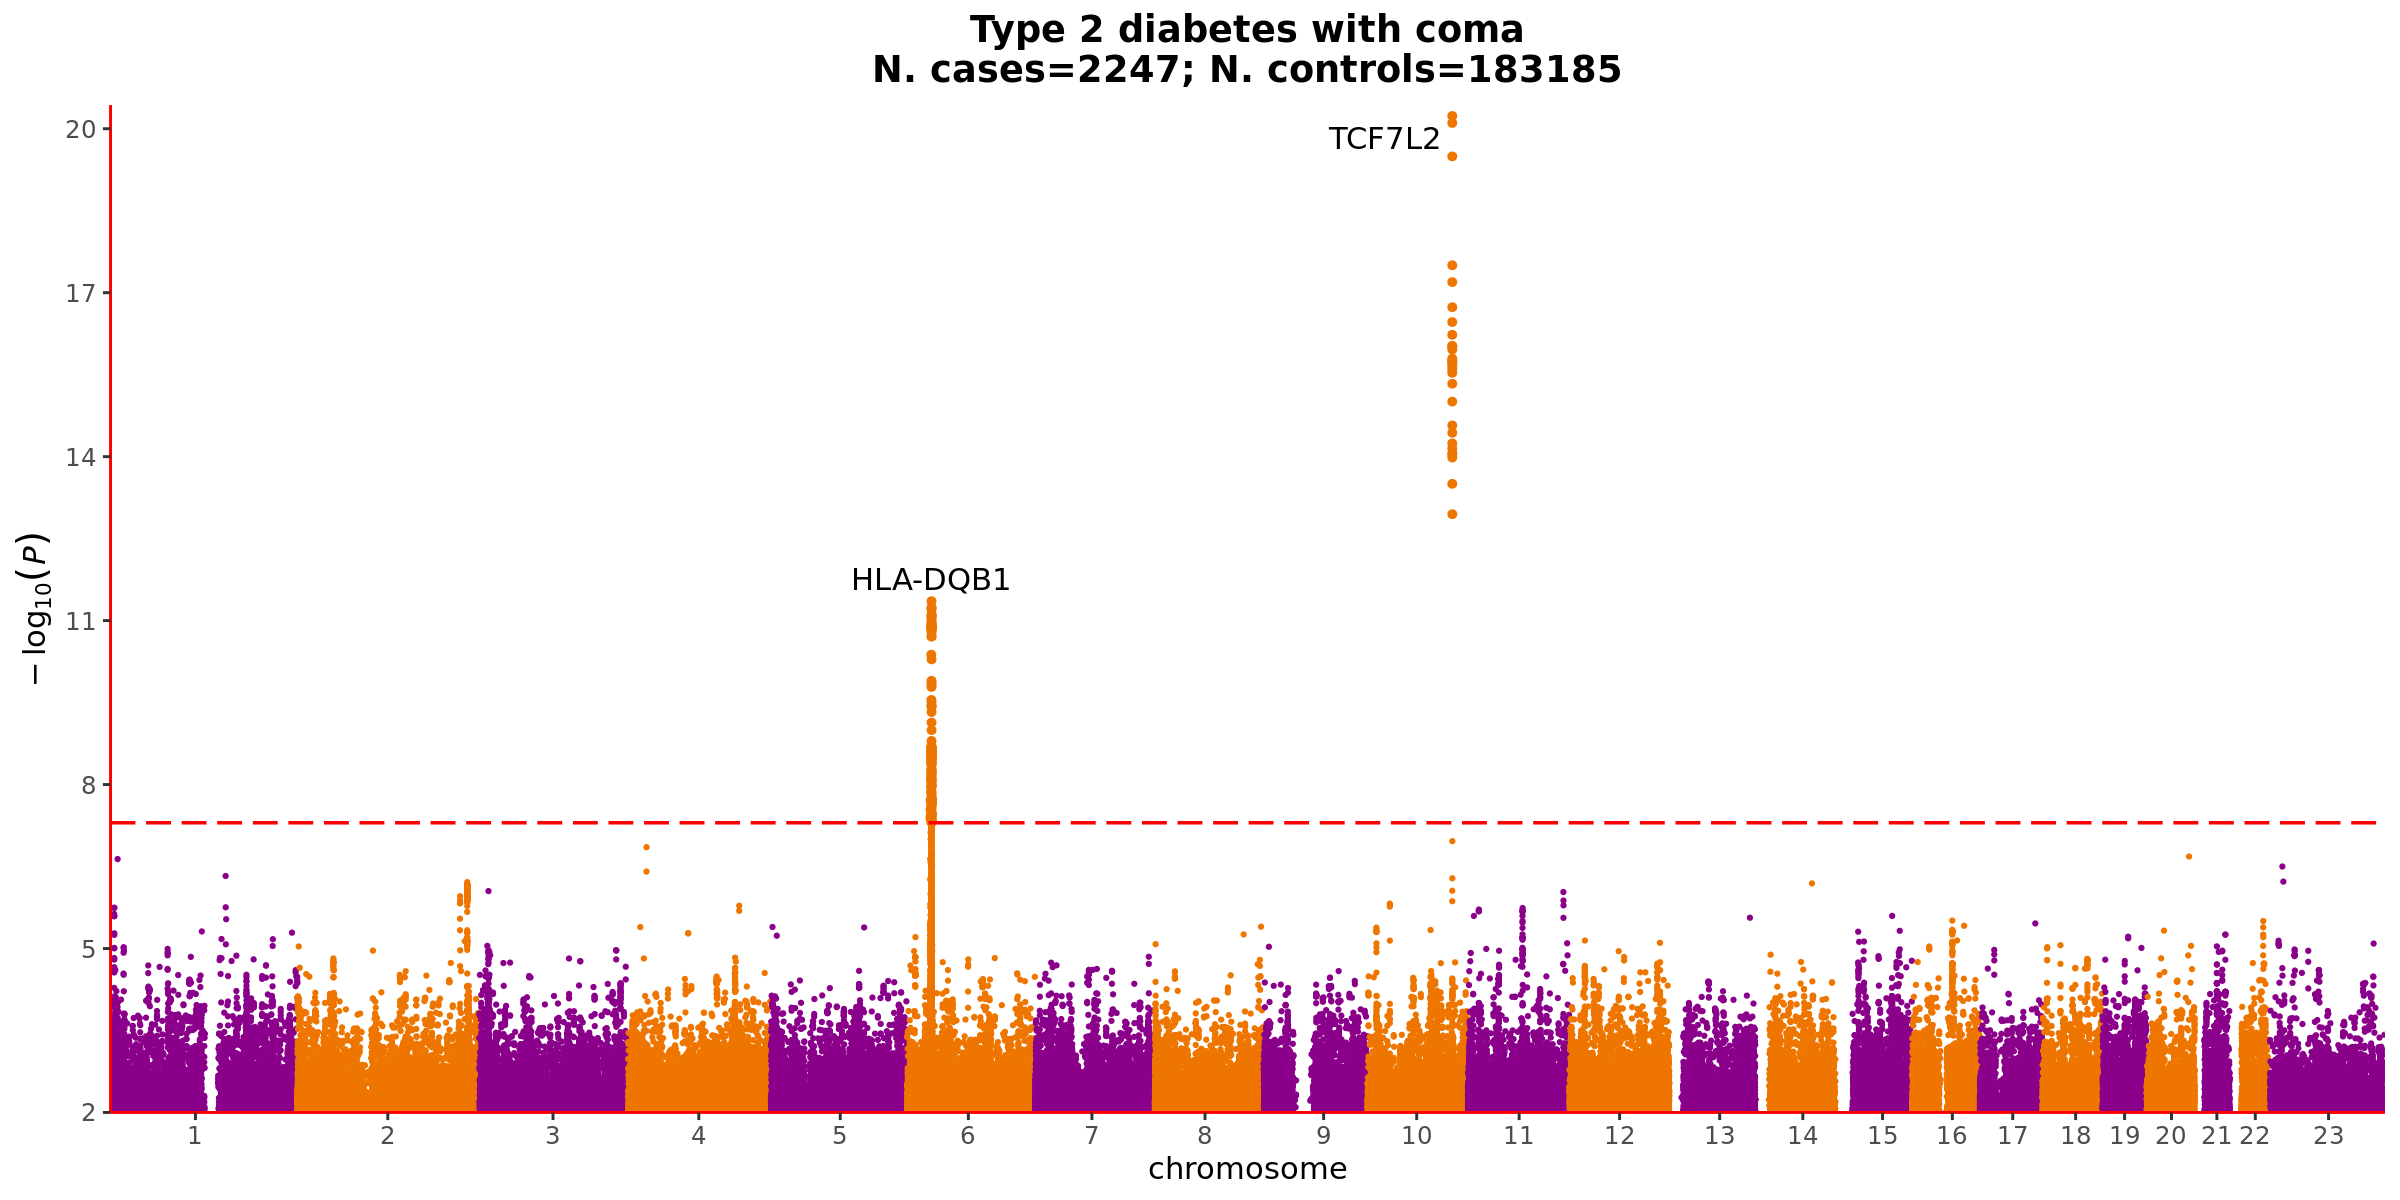 Type 2 diabetes with coma
N. cases=2247; N. controls=183185
20
17
14
11
8
5
2
−log10(P)
TCF7L2
HLA-DQB1
1 2 3 4 5 6 7 8 9 10 11 12 13 14 15 16 17 18 19 20 21 22 23
chromosome